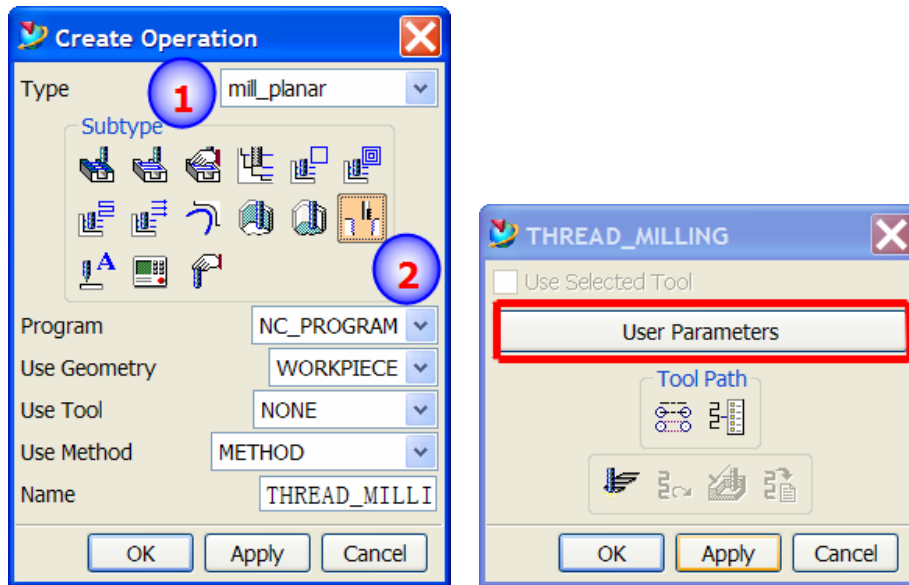 Create Operation
Type mill_planar
1
Subtype
A
2
Program NC_PROGRAM
Use Geometry WORKPIECE
Use Tool NONE
Use Method METHOD
Name THREAD_MILLI
OK Apply Cancel
THREAD_MILLING
Use Selected Tool
User Parameters
Tool Path
OK Apply Cancel